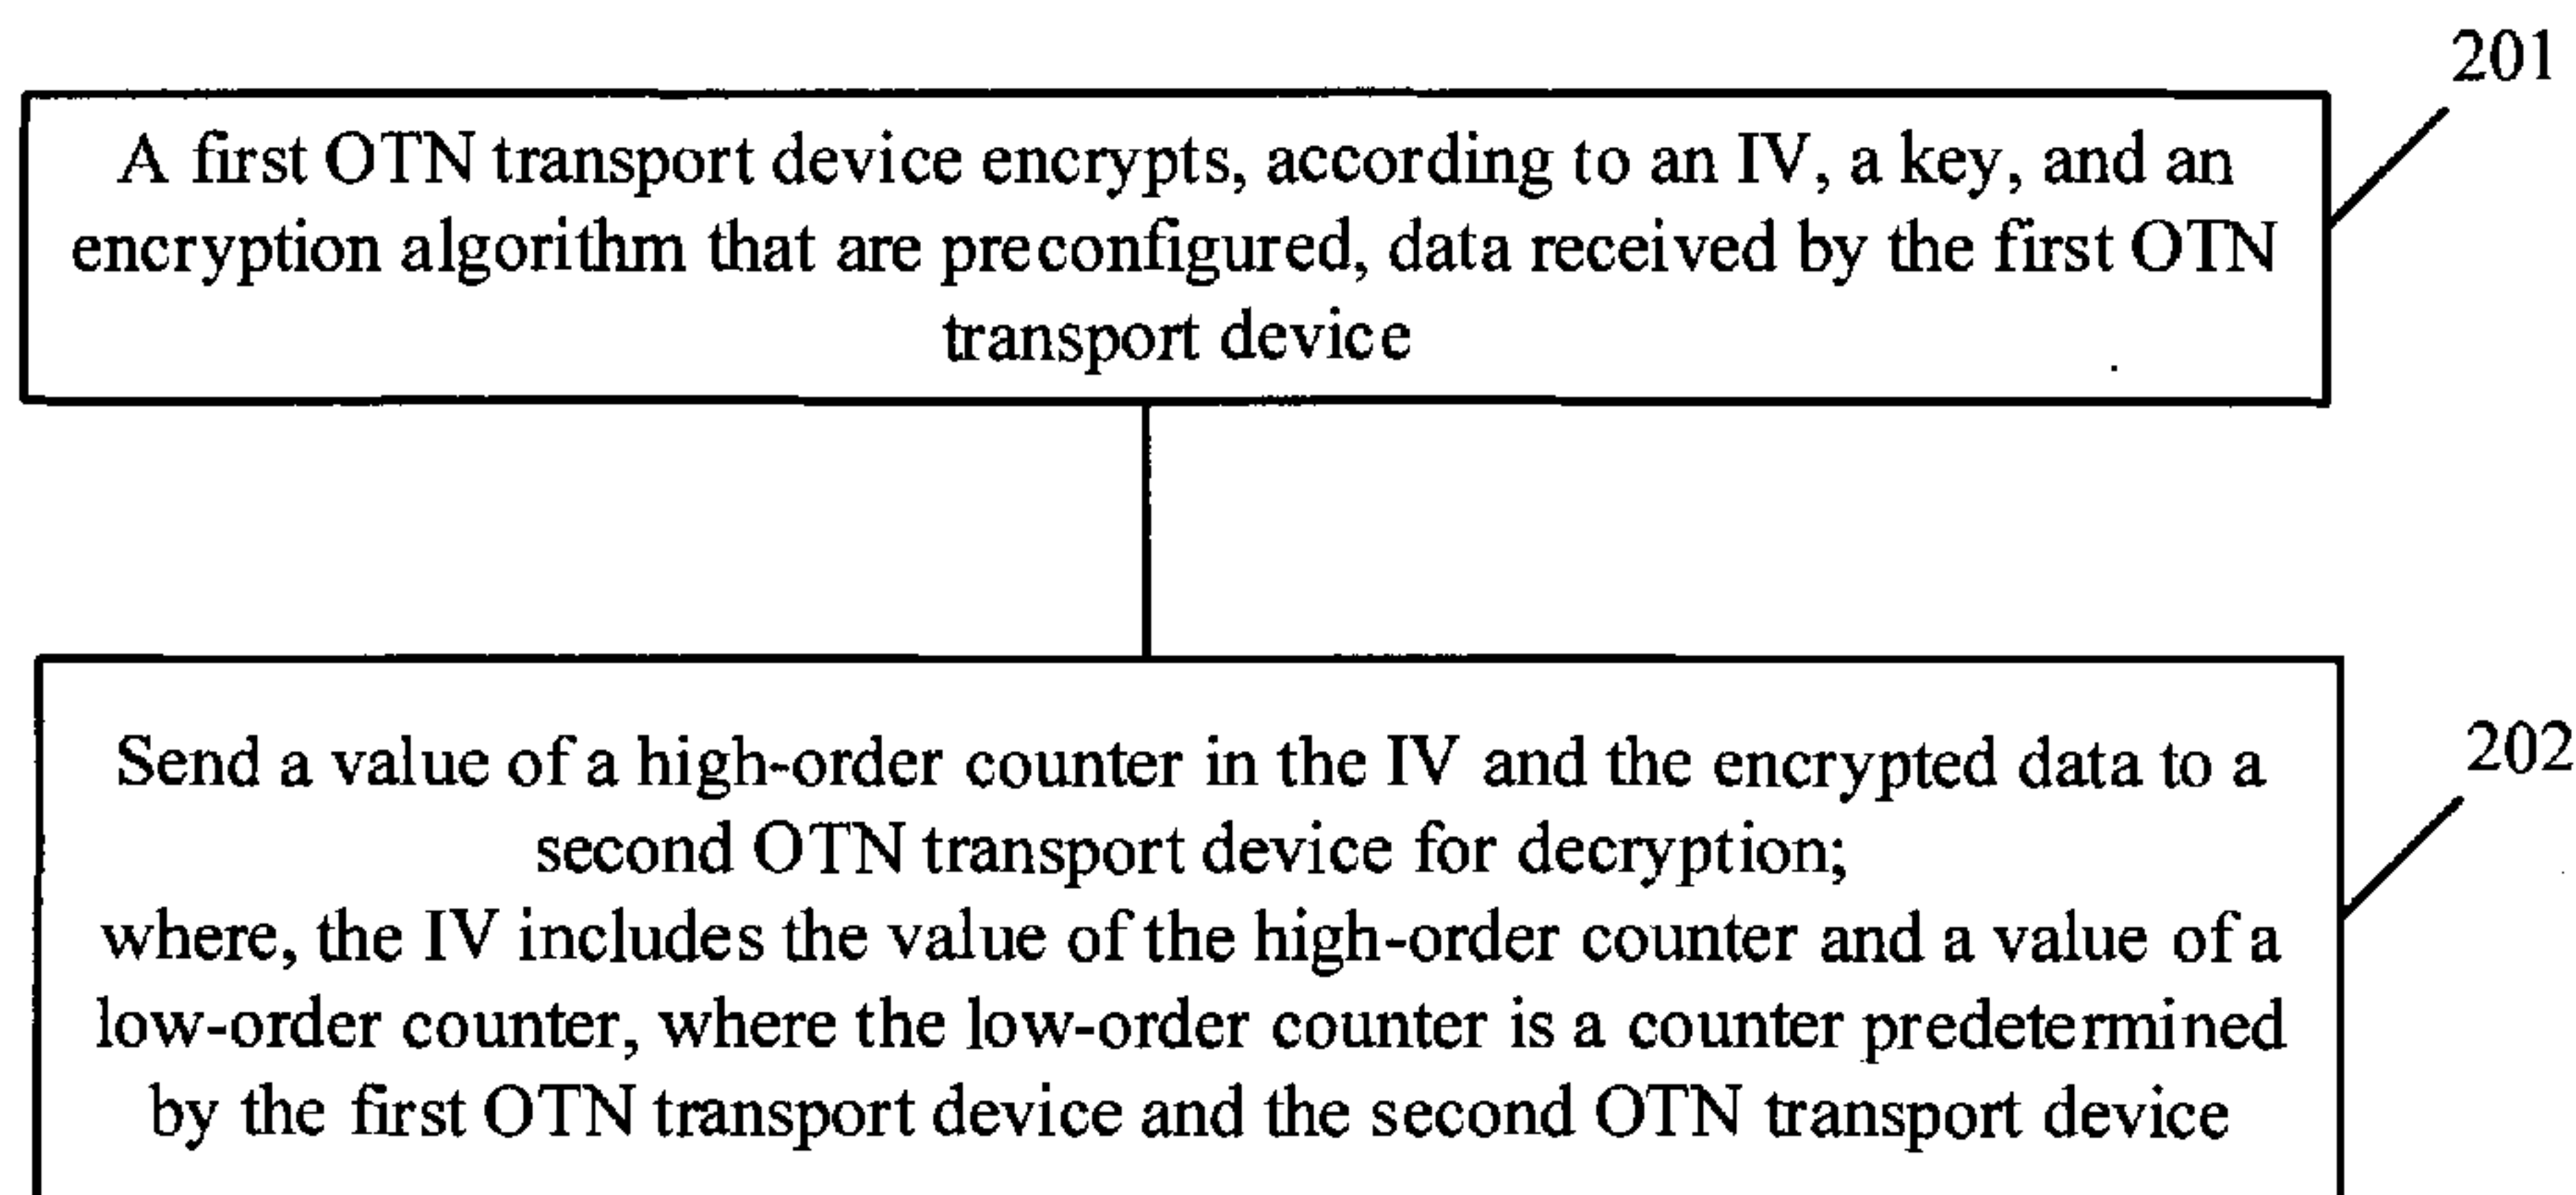 201
A first OTN transport device encrypts, according to an IV, a key, and an
encryption algorithm that are preconfigured, data received by the first OTN
transport device
202
Send a value of a high-order counter in the IV and the encrypted data to a
second OTN transport device for decryption;
where, the IV includes the value of the high-order counter and a value of a
low-order counter, where the low-order counter is a counter predetermined
by the first OTN transport device and the second OTN transport device